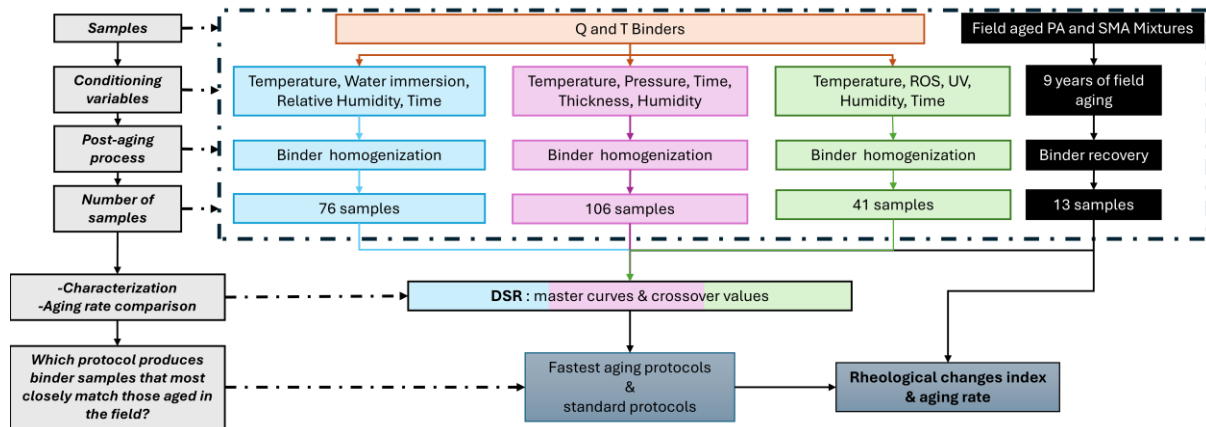 Samples
Q and T Binders
Field aged PA and SMA Mixtures
Conditioning
variables
Temperature, Water immersion,
Relative Humidity, Time
Temperature, Pressure, Time,
Thickness, Humidity
Temperature, ROS, UV,
Humidity, Time
9 years of field
aging
Post-aging
process
Binder homogenization
Binder homogenization
Binder homogenization
Binder recovery
Number of
samples
76 samples
106 samples
41 samples
13 samples
-Characterization
-Aging rate comparison
DSR : master curves & crossover values
Which protocol produces
binder samples that most
closely match those aged in
the field?
Fastest aging protocols
&
standard protocols
Rheological changes index
& aging rate